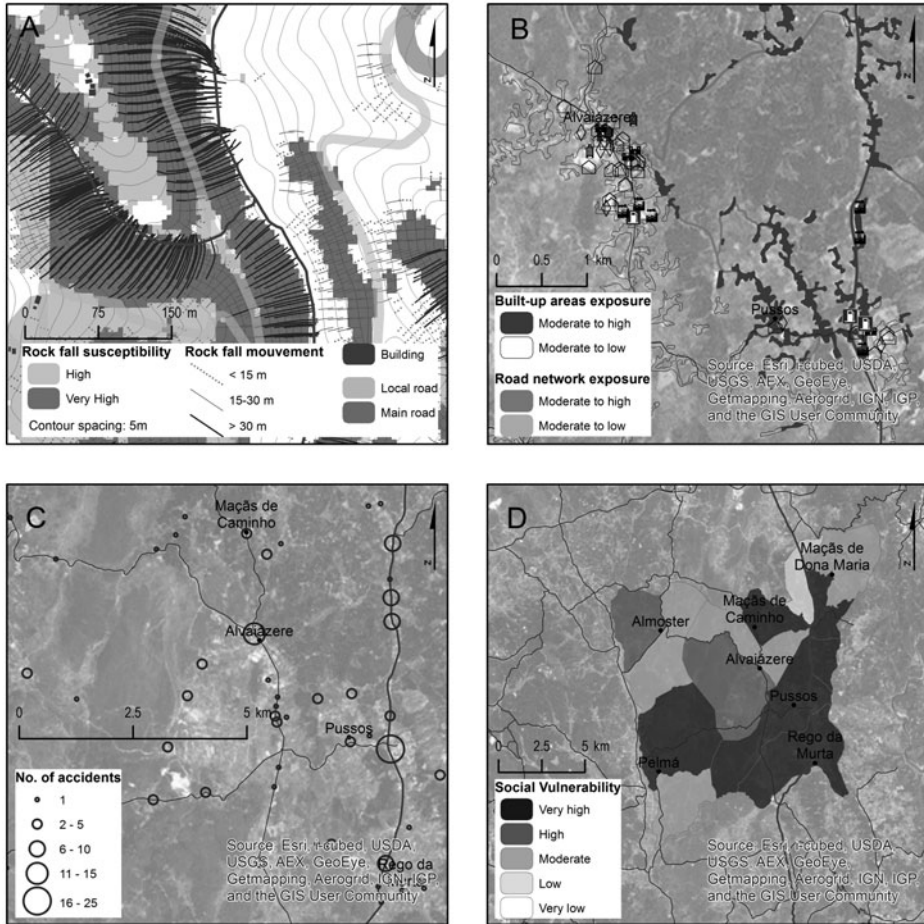 A
N
0 75 150 m
Rock fall susceptibility
High
Very High
Contour spacing: 5m
Rock fall mouvement
< 15 m
15-30 m
> 30 m
Building
Local road
Main road
B
N
Alvaiázere
0 0.5 1 km
Pussos
Built-up areas exposure
Moderate to high
Moderate to low
Road network exposure
Moderate to high
Moderate to low
Source: Esri, i-cubed, USDA,
USGS, AEX, GeoEye,
Getmapping, Aerogrid, IGN, IGP,
and the GIS User Community
C
N
Maçãs de
Caminho
Alvaiázere
0 2.5 5 km
Pussos
No. of accidents
1
2 - 5
6 - 10
11 - 15
16 - 25
Rego da
Source: Esri, i-cubed, USDA,
USGS, AEX, GeoEye,
Getmapping, Aerogrid, IGN, IGP,
and the GIS User Community
D
N
Maçãs de
Dona Maria
Maçãs de
Caminho
Almoster
Alvaiázere
Pussos
Rego da
Murta
Pelmá
0 2.5 5 km
Social Vulnerability
Very high
High
Moderate
Low
Very low
Source: Esri, i-cubed, USDA,
USGS, AEX, GeoEye,
Getmapping, Aerogrid, IGN, IGP,
and the GIS User Community